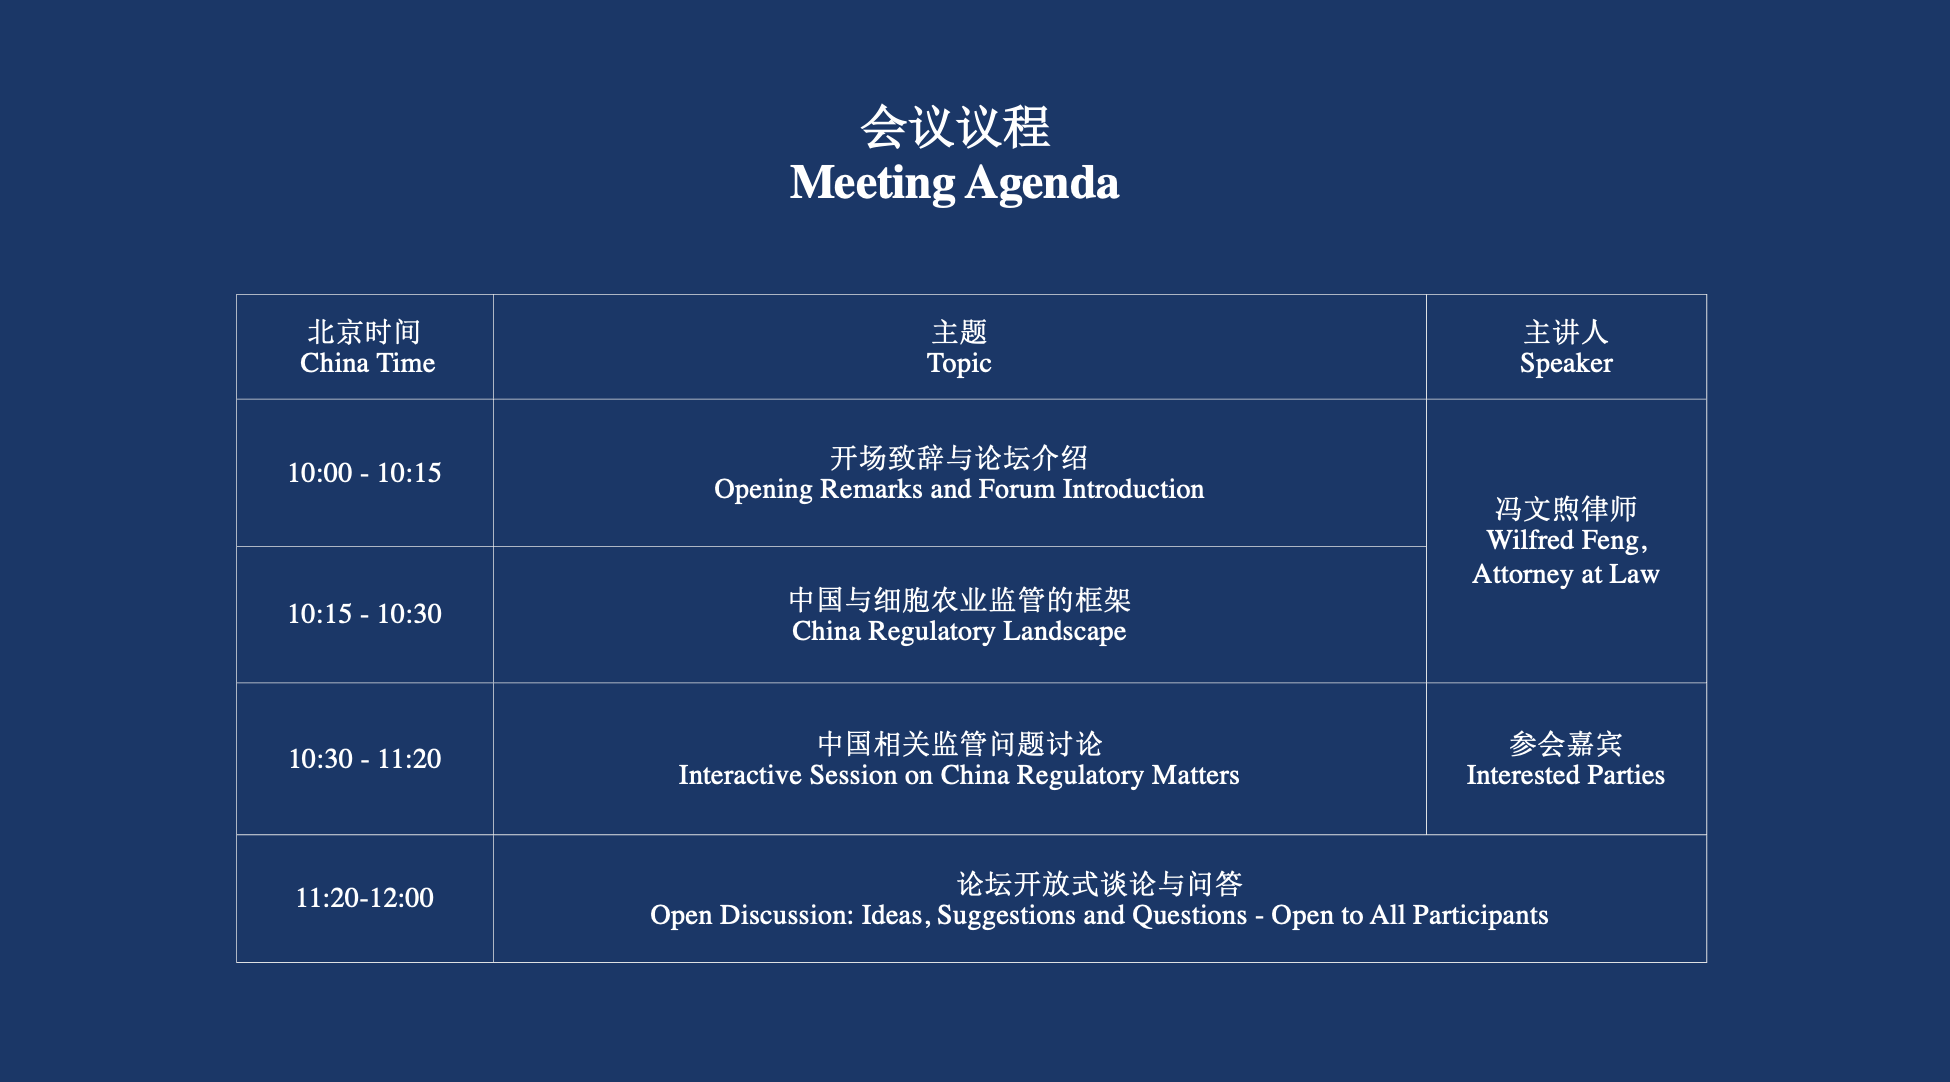 会议议程
Meeting Agenda
北京时间
China Time
主题
Topic
主讲人
Speaker
10:00 - 10:15
开场致辞与论坛介绍
Opening Remarks and Forum Introduction
冯文煦律师
Wilfred Feng,
Attorney at Law
10:15 - 10:30
中国与细胞农业监管的框架
China Regulatory Landscape
10:30 - 11:20
中国相关监管问题讨论
Interactive Session on China Regulatory Matters
参会嘉宾
Interested Parties
11:20-12:00
论坛开放式谈论与问答
Open Discussion: Ideas, Suggestions and Questions - Open to All Participants